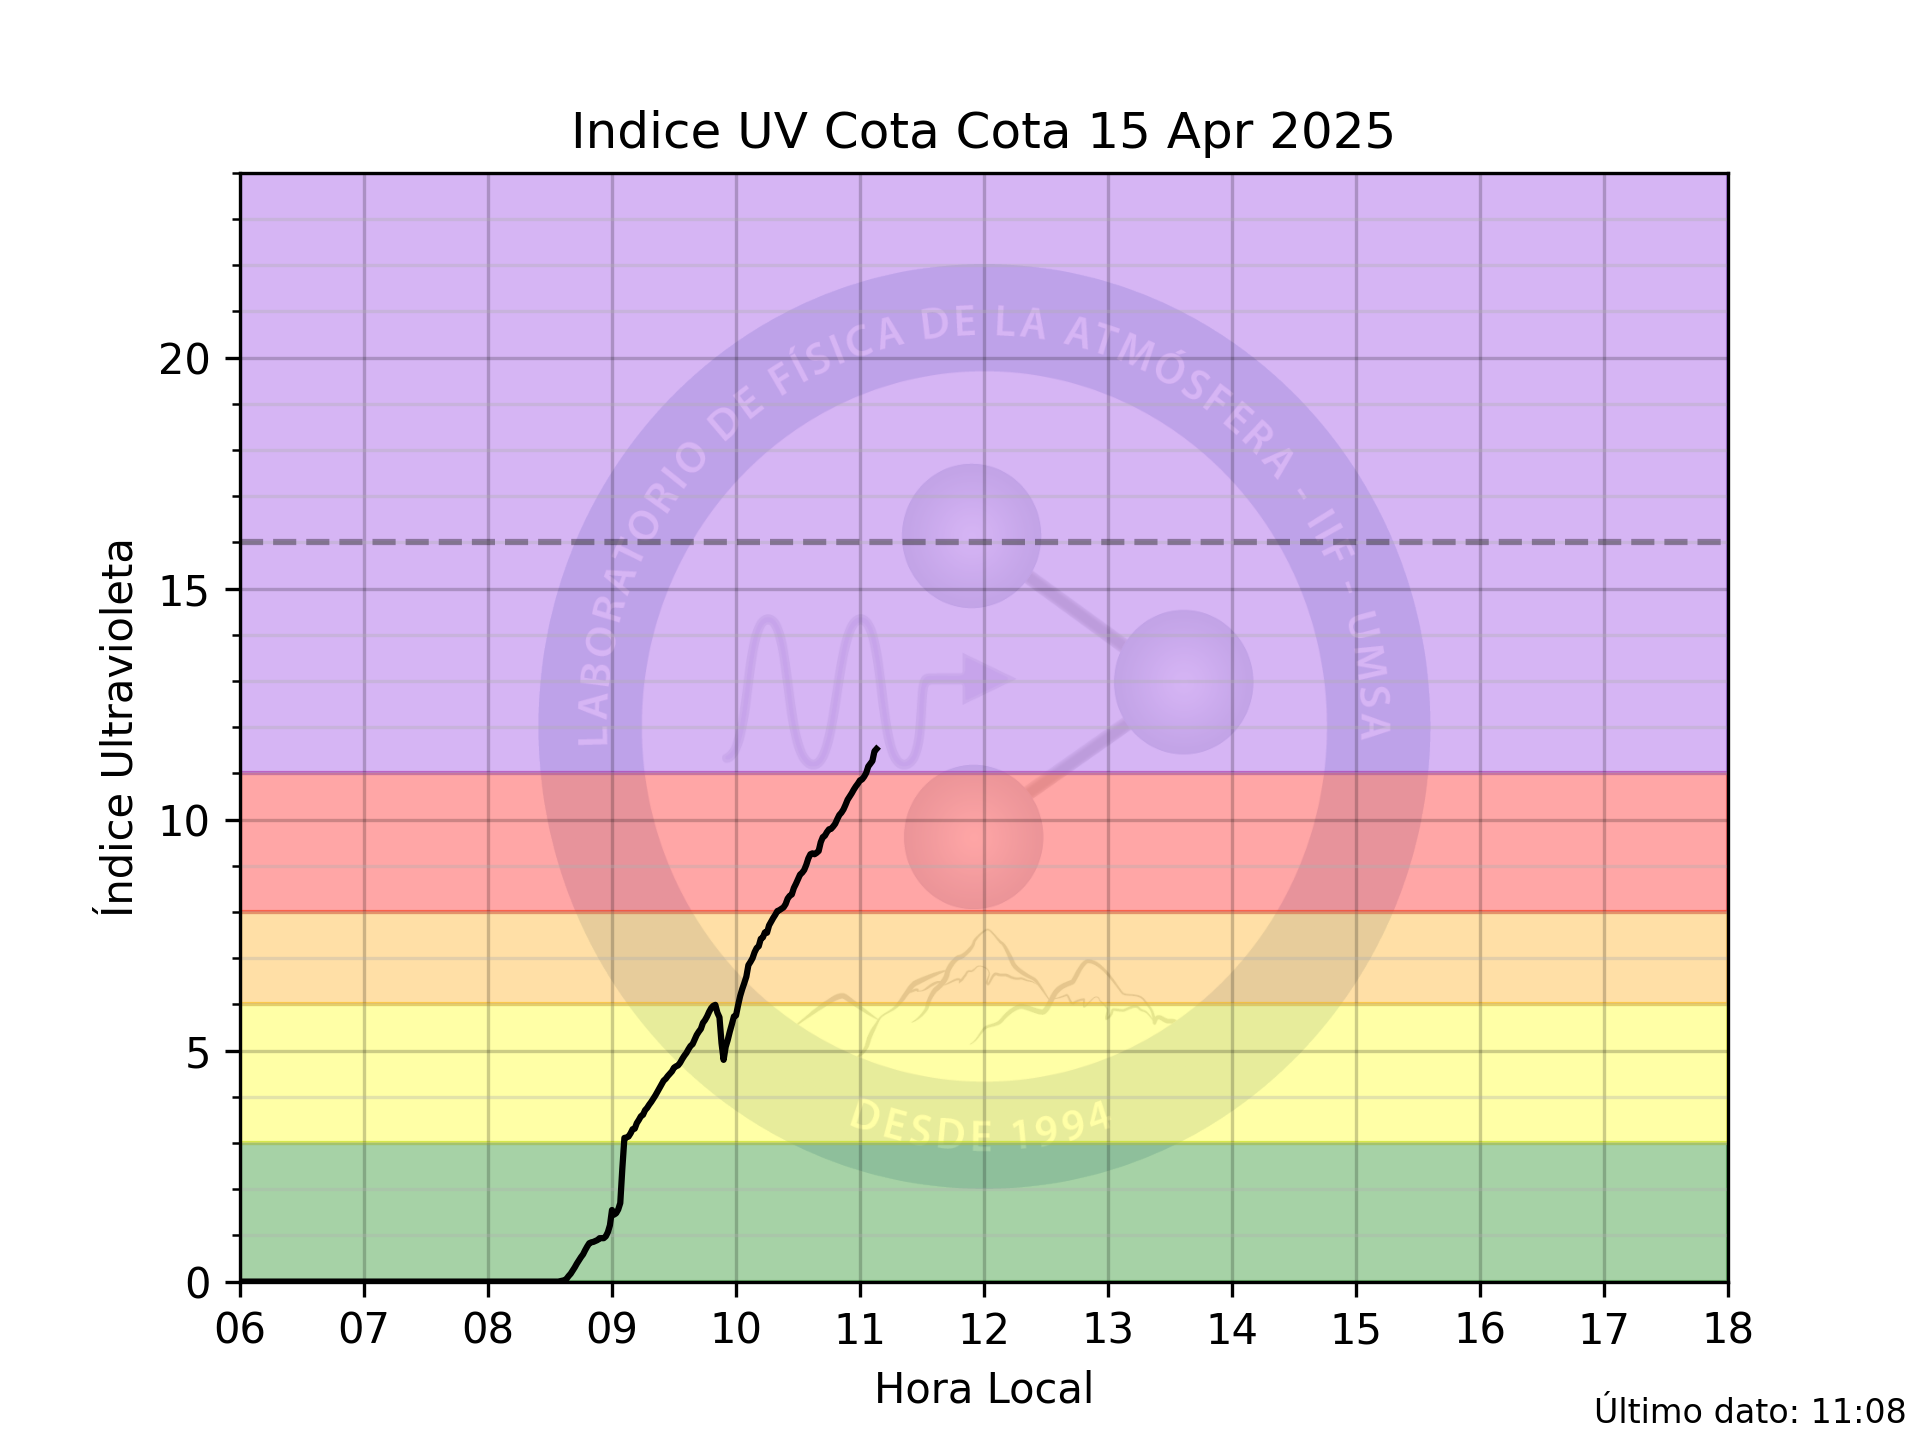 Indice UV Cota Cota 15 Apr 2025
Índice Ultravioleta
20
15
10
5
0
LABORATORIO DE FÍSICA DE LA ATMÓSFERA - IIF - UMSA
DESDE 1994
06 07 08 09 10 11 12 13 14 15 16 17 18
Hora Local
Último dato: 11:08